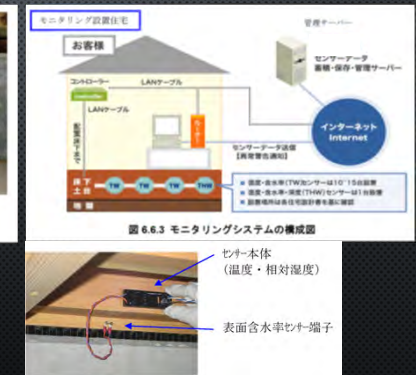 モニタリング設置住宅
管理サーバー
お客様
センサーデータ
蓄積・保存・管理サーバー
コントローラー
LANケーブル
LANケーブル
ルーター
配置床下まで
インターネット
Internet
センサーデータ送信
【異常警告通知】
床下
土台
TW
TW
TW
THW
地盤
■ 温度・含水率(TW)センサーは10~15台設置
■ 温度・含水率・湿度(THW)センサーは1台設置
■ 設置場所は各住宅設計書を基に確認
図 6.6.3 モニタリングシステムの構成図
センサー本体
(温度・相対湿度)
表面含水率センサー端子